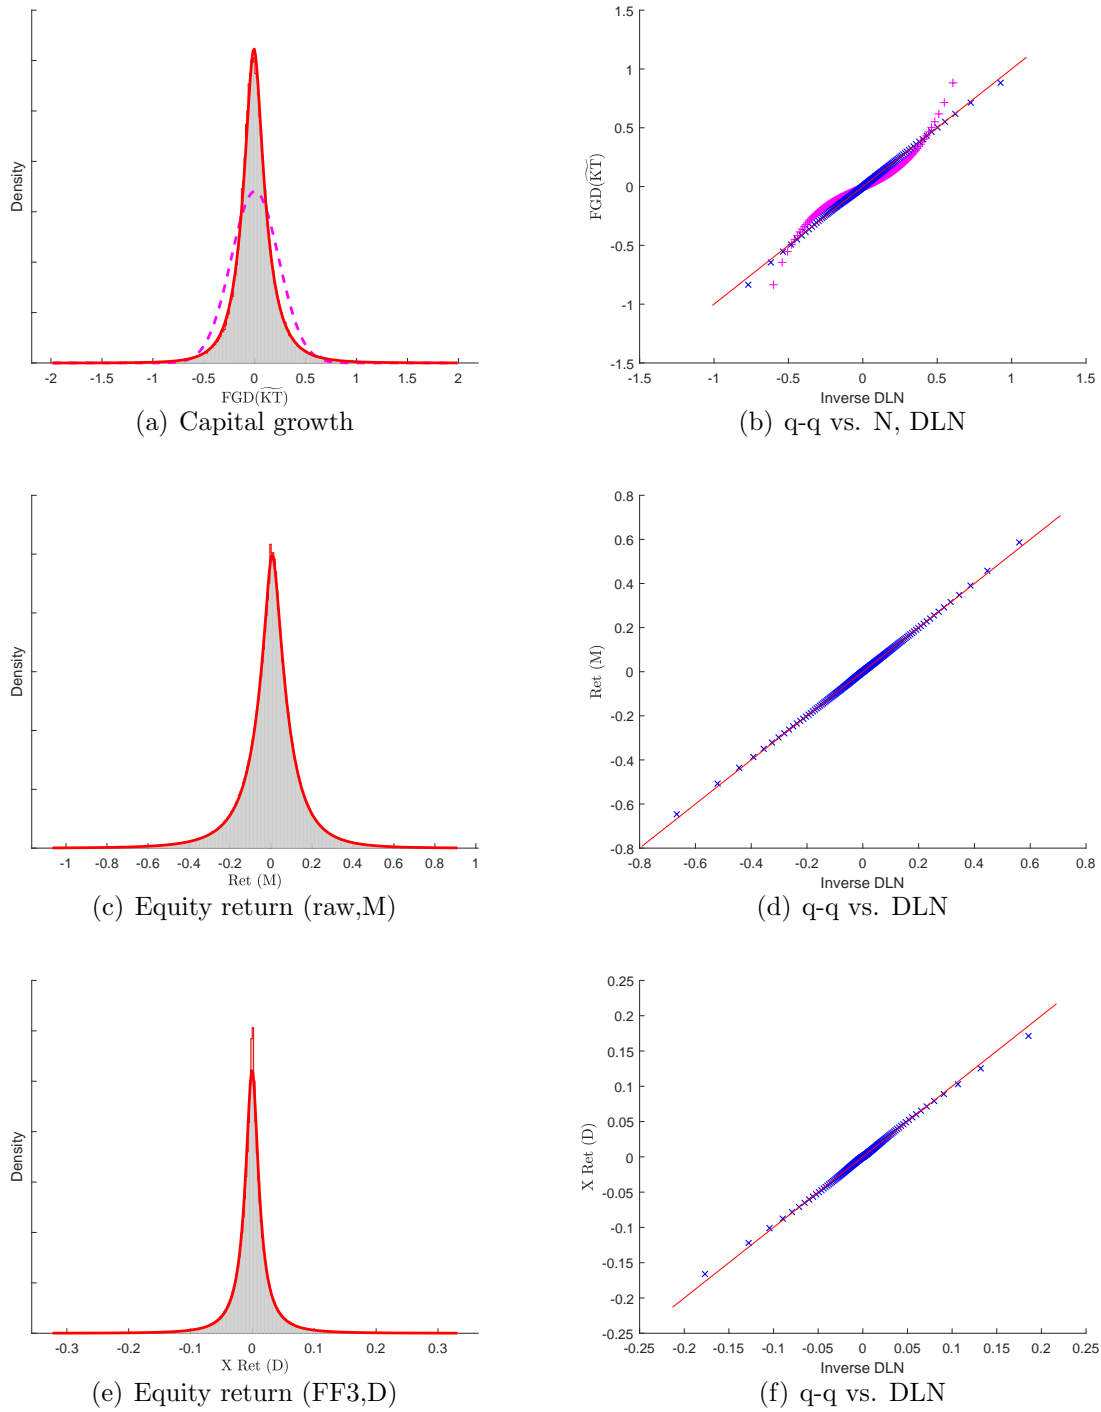 Density
-2 -1.5 -1 -0.5 0 0.5 1 1.5 2
FGD(K͠T)
(a) Capital growth
1.5
1
0.5
0
-0.5
-1
-1.5
FGD(K͠T)
-1 -0.5 0 0.5 1 1.5
Inverse DLN
(b) q-q vs. N, DLN
Density
-1 -0.8 -0.6 -0.4 -0.2 0 0.2 0.4 0.6 0.8 1
Ret (M)
(c) Equity return (raw,M)
0.8
0.6
0.4
0.2
0
-0.2
-0.4
-0.6
-0.8
Ret (M)
-0.8 -0.6 -0.4 -0.2 0 0.2 0.4 0.6 0.8
Inverse DLN
(d) q-q vs. DLN
Density
-0.3 -0.2 -0.1 0 0.1 0.2 0.3
X Ret (D)
(e) Equity return (FF3,D)
0.25
0.2
0.15
0.1
0.05
0
-0.05
-0.1
-0.15
-0.2
-0.25
X Ret (D)
-0.25 -0.2 -0.15 -0.1 -0.05 0 0.05 0.1 0.15 0.2 0.25
Inverse DLN
(f) q-q vs. DLN